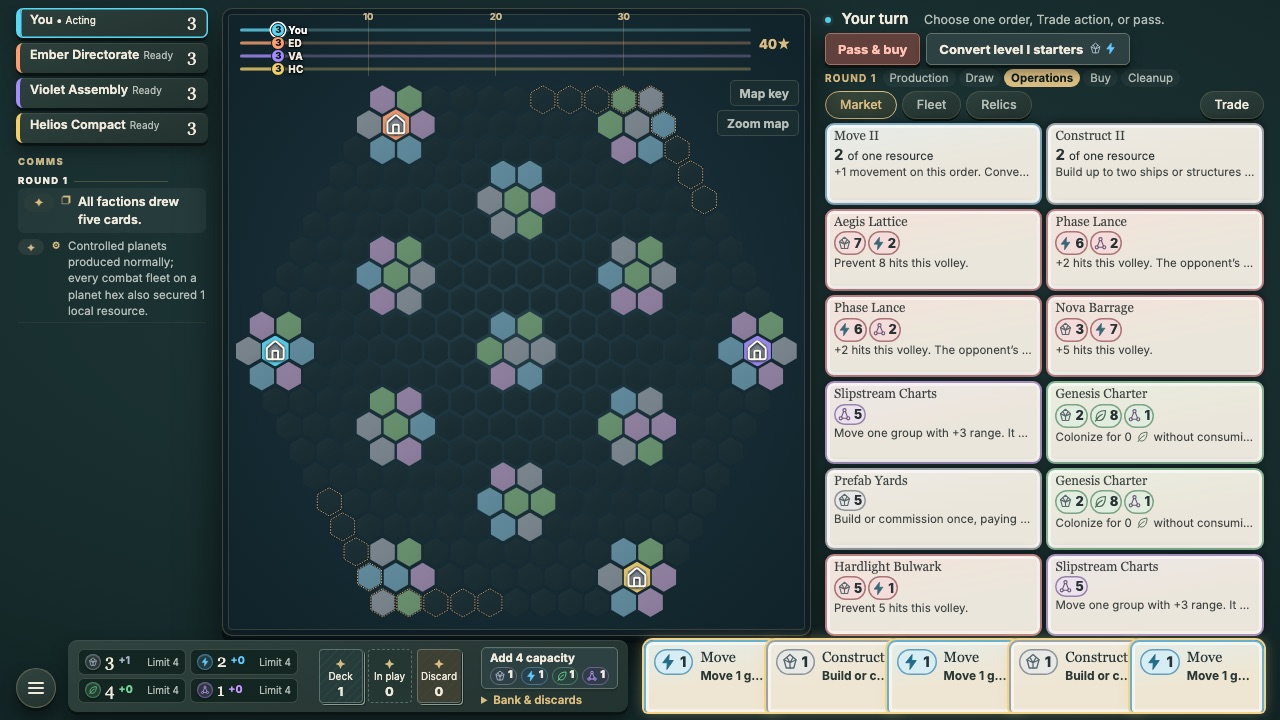 You • Acting 3
Ember Directorate Ready 3
Violet Assembly Ready 3
Helios Compact Ready 3
COMMS
ROUND 1
All factions drew
five cards.
Controlled planets
produced normally;
every combat fleet on a
planet hex also secured 1
local resource.
10 20 30
3 You
3 ED
3 VA
3 HC
40★
Map key
Zoom map
Your turn Choose one order, Trade action, or pass.
Pass & buy
Convert level I starters
ROUND 1 Production Draw Operations Buy Cleanup
Market Fleet Relics Trade
Move II
2 of one resource
+1 movement on this order. Conve...
Construct II
2 of one resource
Build up to two ships or structures ...
Aegis Lattice
7 2
Prevent 8 hits this volley.
Phase Lance
6 2
+2 hits this volley. The opponent's ...
Phase Lance
6 2
+2 hits this volley. The opponent's ...
Nova Barrage
3 7
+5 hits this volley.
Slipstream Charts
5
Move one group with +3 range. It ...
Genesis Charter
2 8 1
Colonize for 0 without consumi...
Prefab Yards
5
Build or commission once, paying ...
Genesis Charter
2 8 1
Colonize for 0 without consumi...
Hardlight Bulwark
5 1
Prevent 5 hits this volley.
Slipstream Charts
5
Move one group with +3 range. It ...
3 +1 Limit 4
2 +0 Limit 4
4 +0 Limit 4
1 +0 Limit 4
Deck
1
In play
0
Discard
0
Add 4 capacity
1 1 1 1
▶ Bank & discards
1 Move
Move 1 g...
1 Construct
Build or c...
1 Move
Move 1 g...
1 Construct
Build or c...
1 Move
Move 1 g...